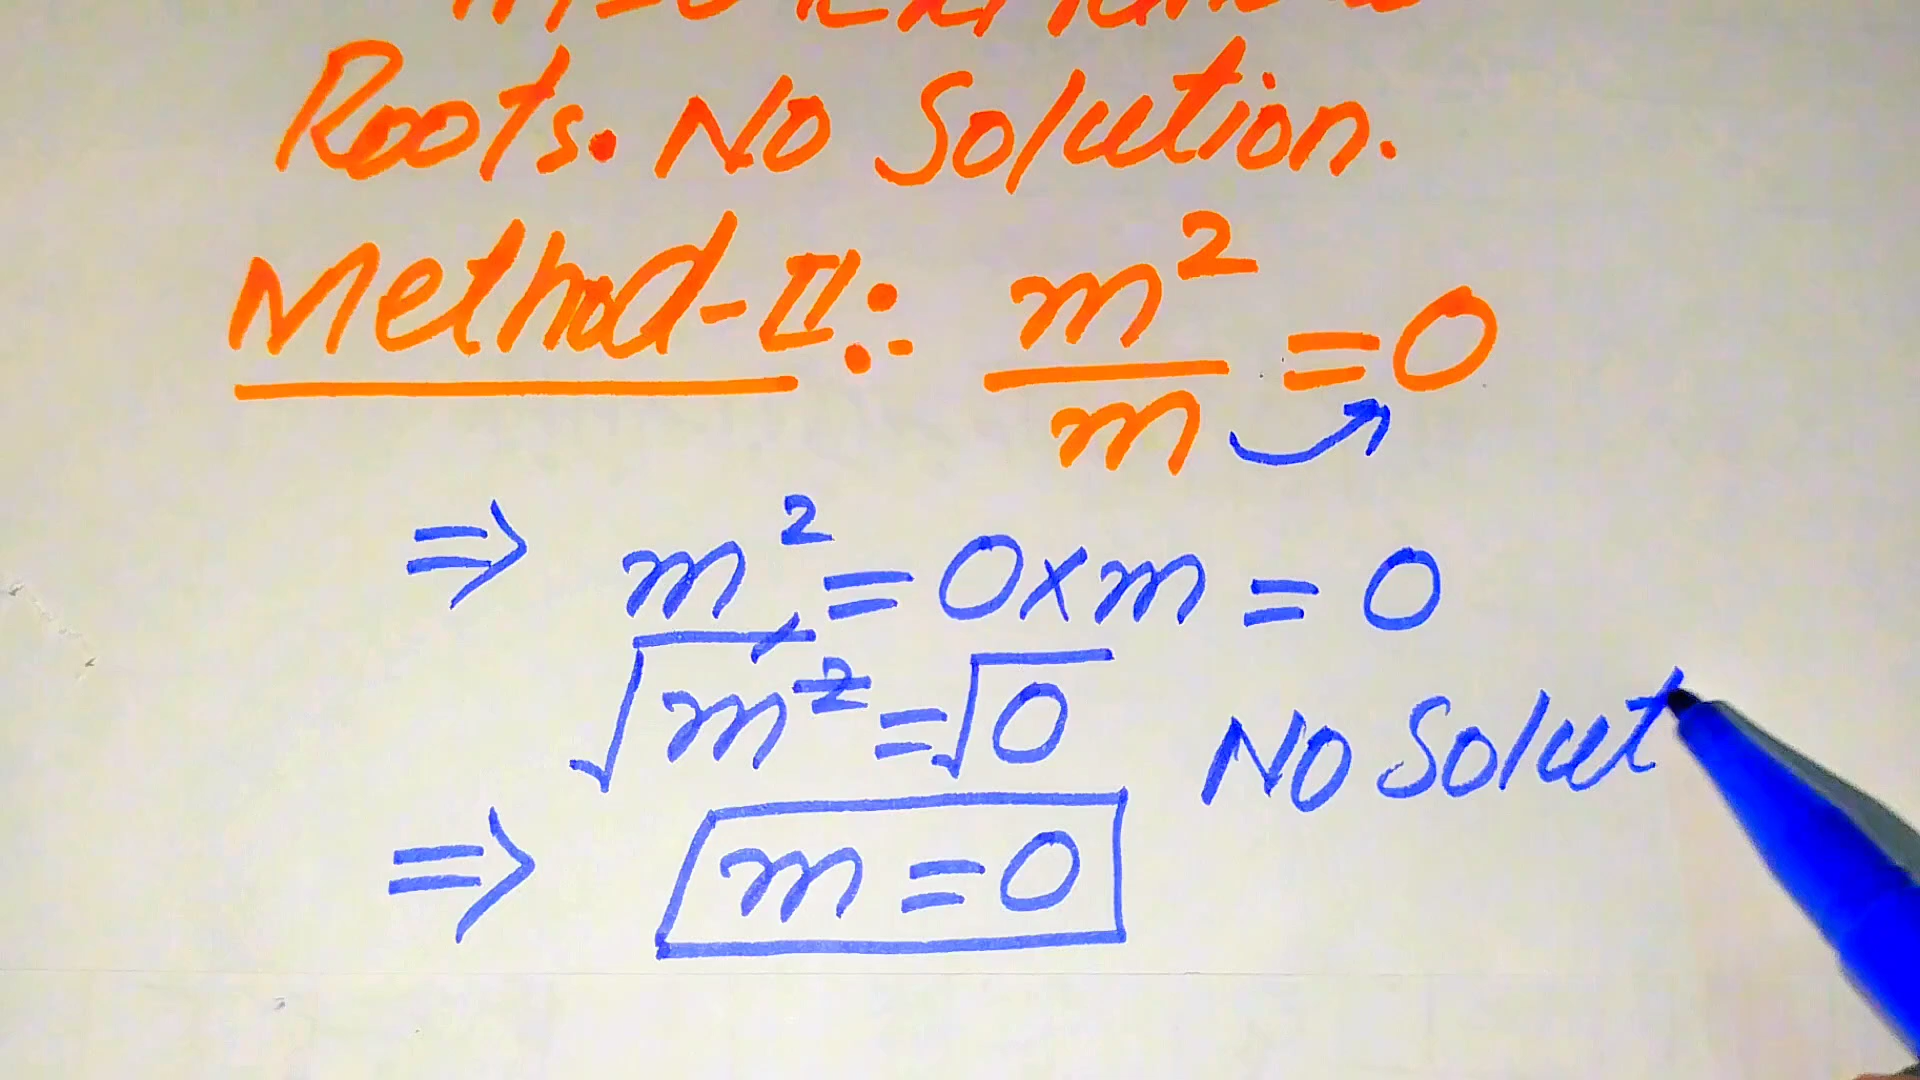 Roots. No Solution.
Method-II:- m²/m = 0
⇒ m² = 0×m = 0
√m² = √0 No Solut
⇒ m = 0